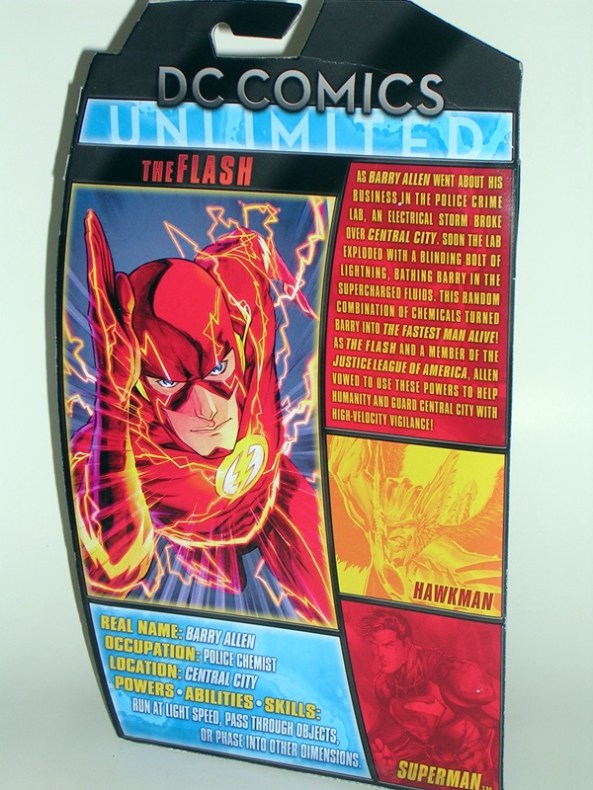 DC COMICS
UNLIMITED
THE FLASH
AS BARRY ALLEN WENT ABOUT HIS
BUSINESS IN THE POLICE CRIME
LAB, AN ELECTRICAL STORM BROKE
OVER CENTRAL CITY. SOON THE LAB
EXPLODED WITH A BLINDING BOLT OF
LIGHTNING, BATHING BARRY IN THE
SUPERCHARGED FLUIDS. THIS RANDOM
COMBINATION OF CHEMICALS TURNED
BARRY INTO THE FASTEST MAN ALIVE!
AS THE FLASH AND A MEMBER OF THE
JUSTICE LEAGUE OF AMERICA, ALLEN
VOWED TO USE THESE POWERS TO HELP
HUMANITY AND GUARD CENTRAL CITY WITH
HIGH-VELOCITY VIGILANCE!
HAWKMAN
REAL NAME: BARRY ALLEN
OCCUPATION: POLICE CHEMIST
LOCATION: CENTRAL CITY
POWERS • ABILITIES • SKILLS:
RUN AT LIGHT SPEED, PASS THROUGH OBJECTS,
OR PHASE INTO OTHER DIMENSIONS.
SUPERMAN™